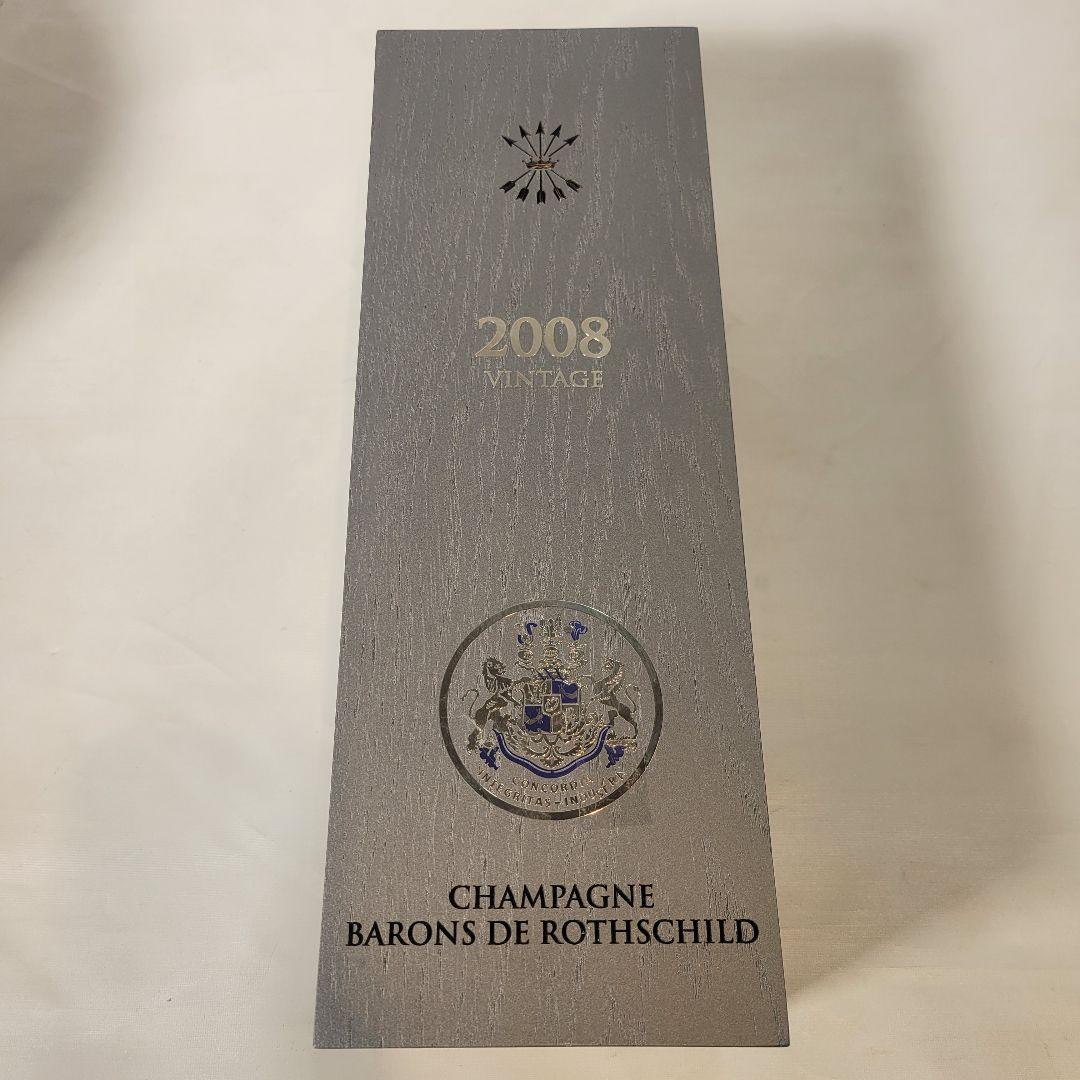 2008
VINTAGE
CONCORDIA
INTEGRITAS - INDUSTRIA
CHAMPAGNE
BARONS DE ROTHSCHILD